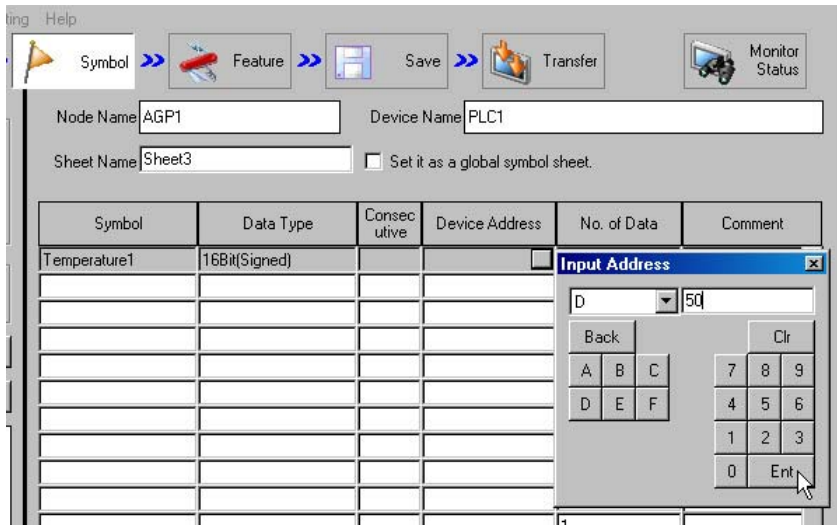 ting Help
Symbol Feature Save Transfer Monitor Status
Node Name AGP1 Device Name PLC1
Sheet Name Sheet3 Set it as a global symbol sheet.
Symbol Data Type Consecutive Device Address No. of Data Comment
Temperature1 16Bit(Signed)
Input Address
D 50
Back Clr
A B C 7 8 9
D E F 4 5 6
1 2 3
0 Ent
1